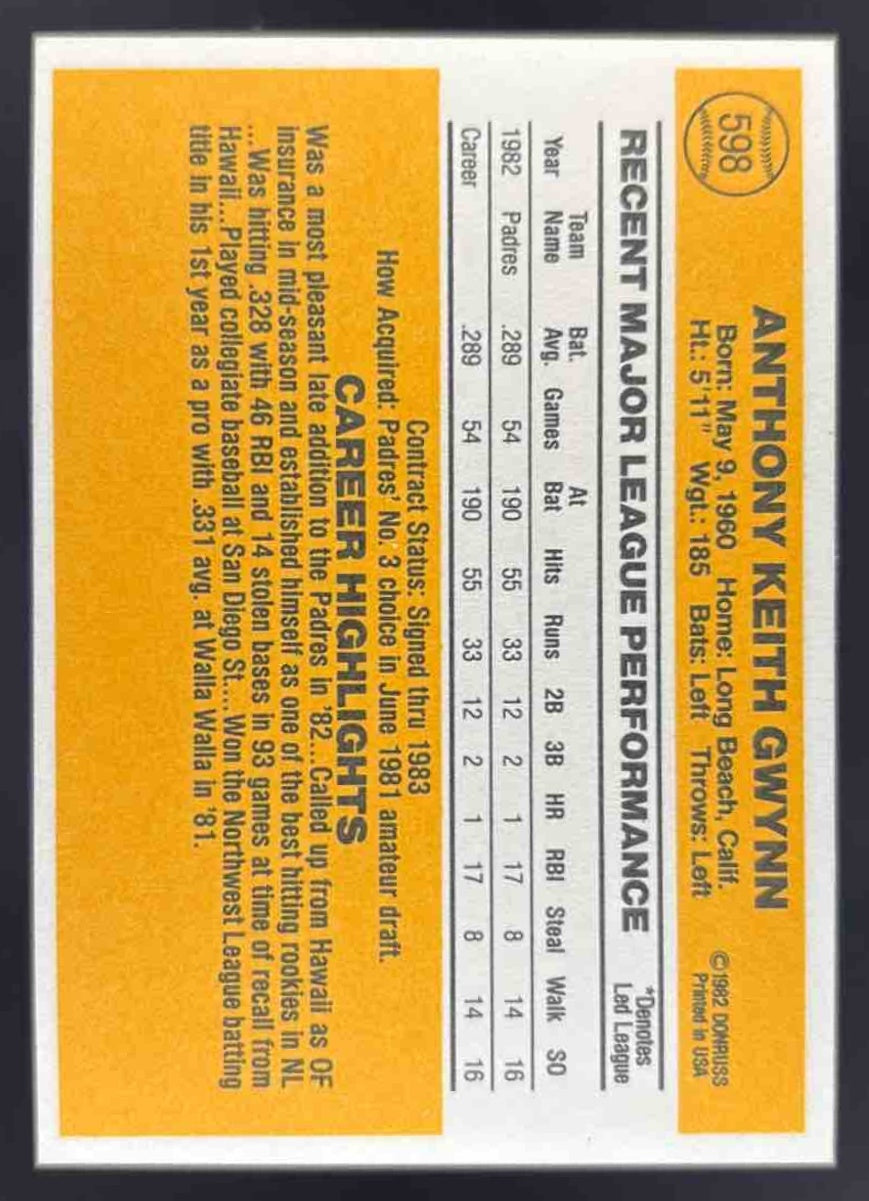 598
ANTHONY KEITH GWYNN
Born: May 9, 1960 Home: Long Beach, Calif.
Ht.: 5'11" Wgt.: 185 Bats: Left Throws: Left
©1982 DONRUSS
Printed in USA
RECENT MAJOR LEAGUE PERFORMANCE
*Denotes
Led League
Team Bat. At
Year Name Avg. Games Bat Hits Runs 2B 3B HR RBI Steal Walk SO
1982 Padres .289 54 190 55 33 12 2 1 17 8 14 16
Career .289 54 190 55 33 12 2 1 17 8 14 16
Contract Status: Signed thru 1983
How Acquired: Padres' No. 3 choice in June 1981 amateur draft.
CAREER HIGHLIGHTS
Was a most pleasant late addition to the Padres in '82...Called up from Hawaii as OF
insurance in mid-season and established himself as one of the best hitting rookies in NL
...Was hitting .328 with 46 RBI and 14 stolen bases in 93 games at time of recall from
Hawaii...Played collegiate baseball at San Diego St....Won the Northwest League batting
title in his 1st year as a pro with .331 avg. at Walla Walla in '81.